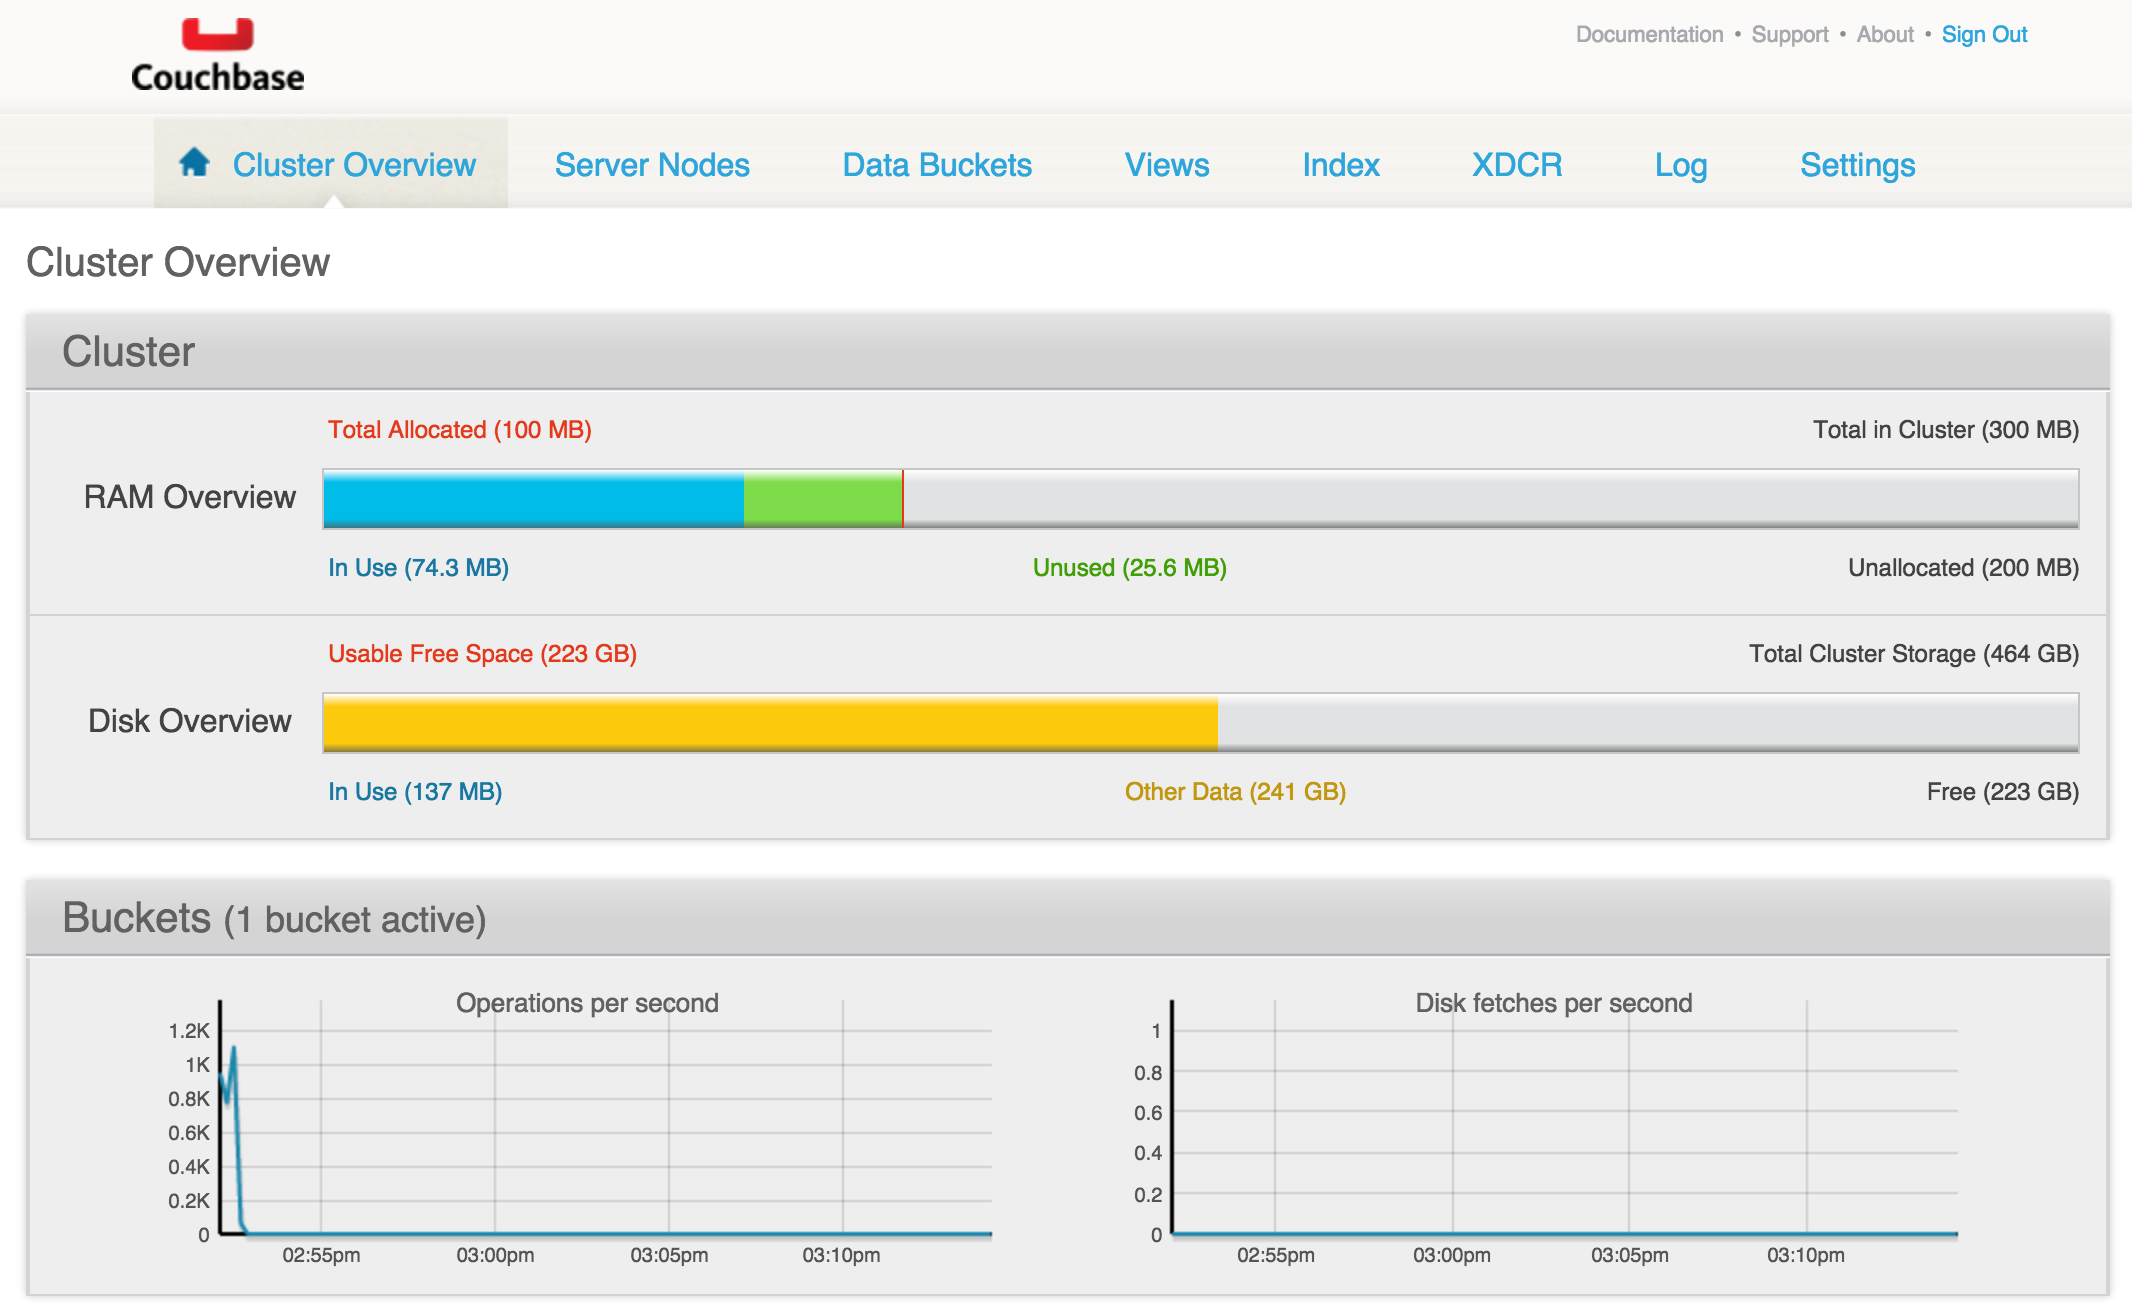 Couchbase
Documentation • Support • About • Sign Out
Cluster Overview Server Nodes Data Buckets Views Index XDCR Log Settings
Cluster Overview
Cluster
Total Allocated (100 MB) Total in Cluster (300 MB)
RAM Overview
In Use (74.3 MB) Unused (25.6 MB) Unallocated (200 MB)
Usable Free Space (223 GB) Total Cluster Storage (464 GB)
Disk Overview
In Use (137 MB) Other Data (241 GB) Free (223 GB)
Buckets (1 bucket active)
Operations per second
1.2K
1K
0.8K
0.6K
0.4K
0.2K
0
02:55pm 03:00pm 03:05pm 03:10pm
Disk fetches per second
1
0.8
0.6
0.4
0.2
0
02:55pm 03:00pm 03:05pm 03:10pm